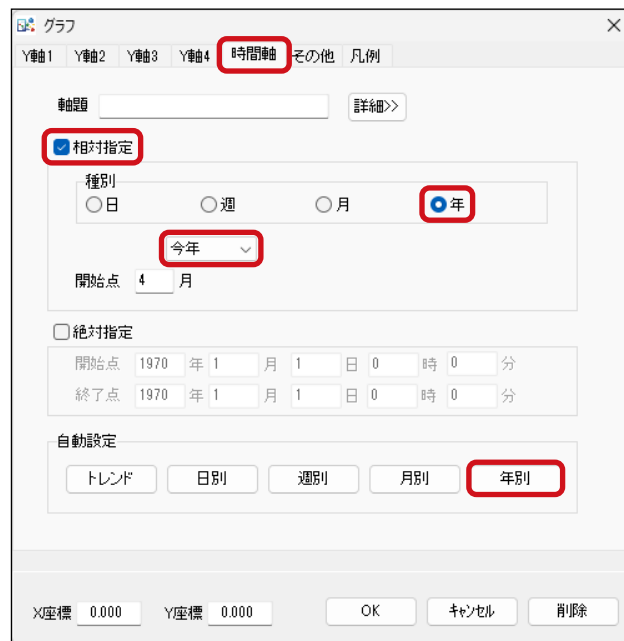 グラフ
Y軸1 Y軸2 Y軸3 Y軸4 時間軸 その他 凡例
軸題 詳細>>
相対指定
種別
日 週 月 年
今年
開始点 4 月
絶対指定
開始点 1970 年 1 月 1 日 0 時 0 分
終了点 1970 年 1 月 1 日 0 時 0 分
自動設定
トレンド 日別 週別 月別 年別
X座標 0.000 Y座標 0.000 OK キャンセル 削除